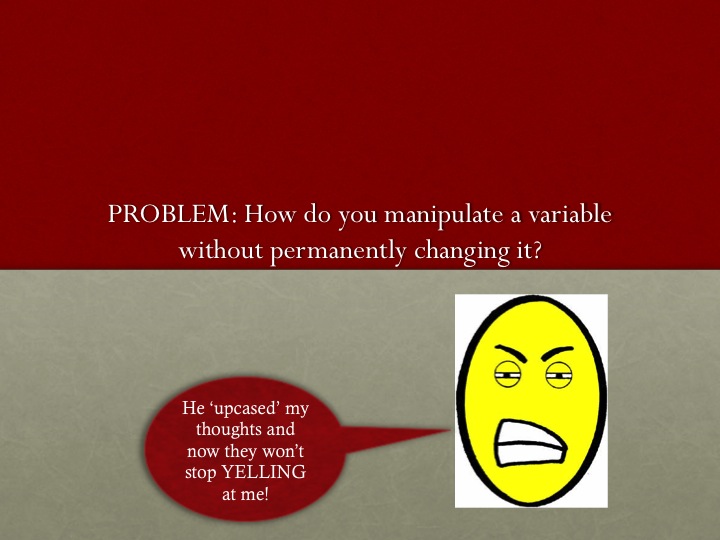 PROBLEM: How do you manipulate a variable
without permanently changing it?
He ‘upcased’ my
thoughts and
now they won’t
stop YELLING
at me!